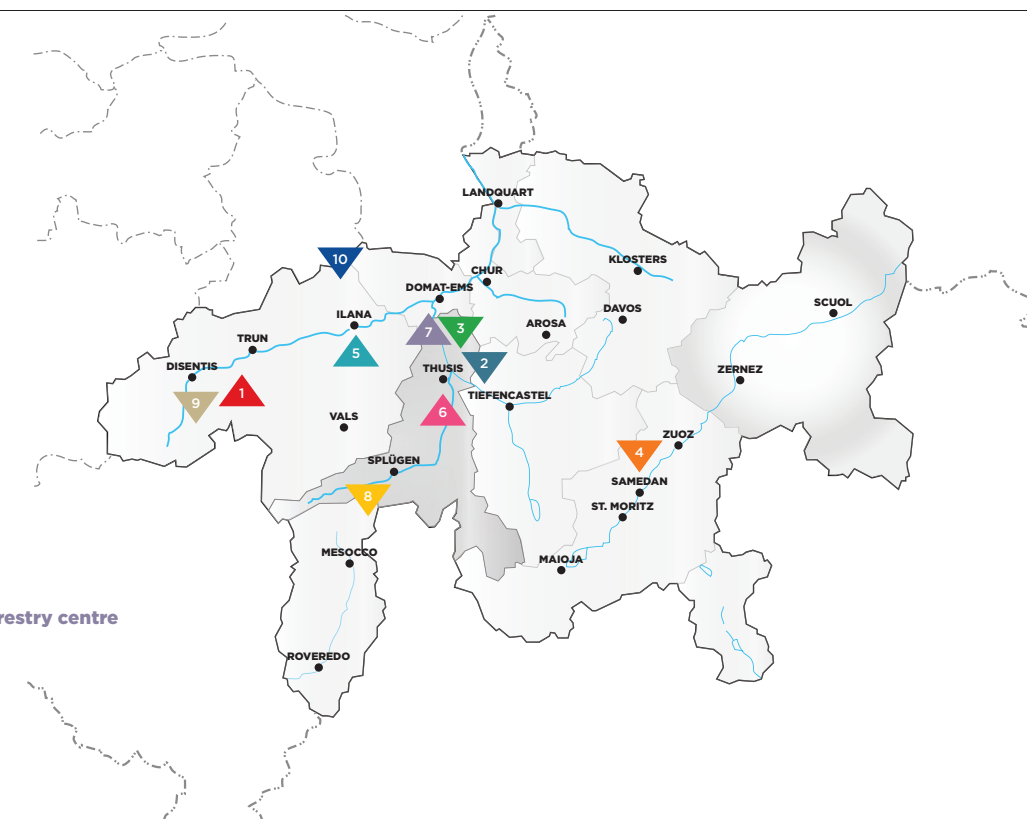 LANDQUART
10
KLOSTERS
CHUR
DOMAT-EMS
SCUOL
ILANA
DAVOS
AROSA
7
3
TRUN
5
2
DISENTIS
THUSIS
ZERNEZ
1
TIEFENCASTEL
9
6
VALS
ZUOZ
4
SPLÜGEN
SAMEDAN
8
ST. MORITZ
MESOCCO
MAIOJA
restry centre
ROVEREDO